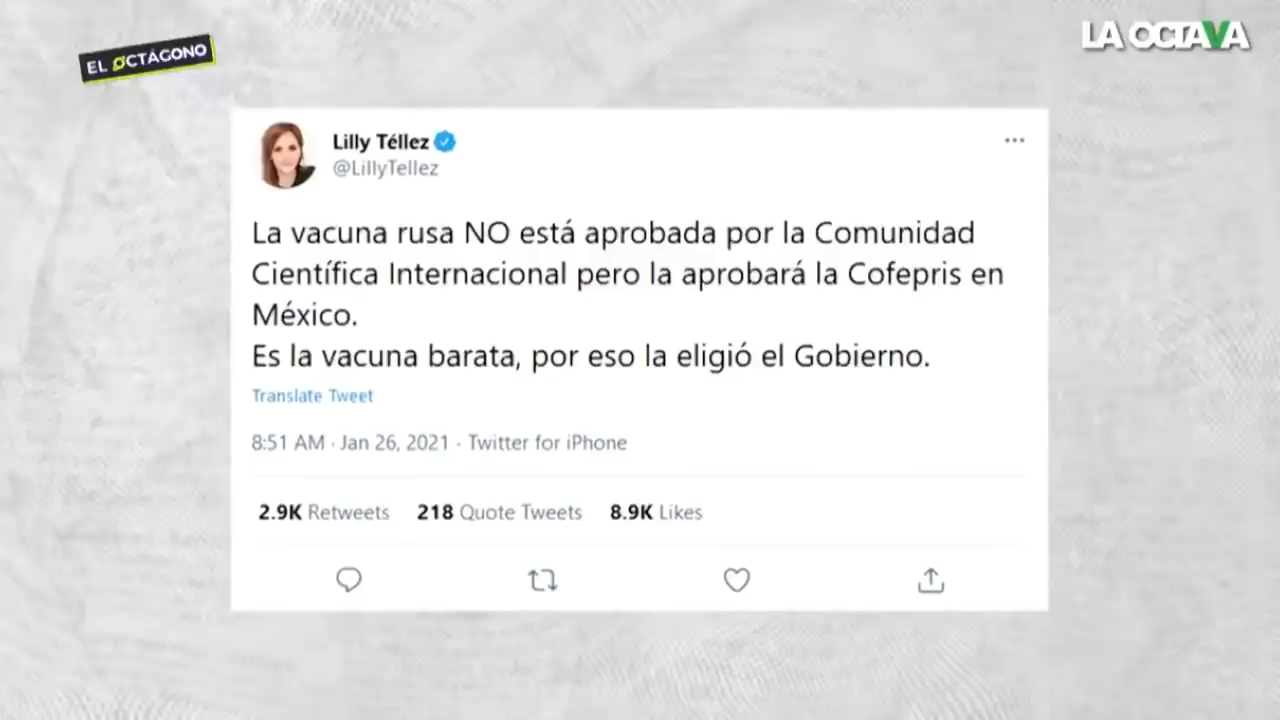 EL OCTÁGONO
LA OCTAVA
Lilly Téllez
@LillyTellez
La vacuna rusa NO está aprobada por la Comunidad
Científica Internacional pero la aprobará la Cofepris en
México.
Es la vacuna barata, por eso la eligió el Gobierno.
Translate Tweet
8:51 AM · Jan 26, 2021 · Twitter for iPhone
2.9K Retweets 218 Quote Tweets 8.9K Likes